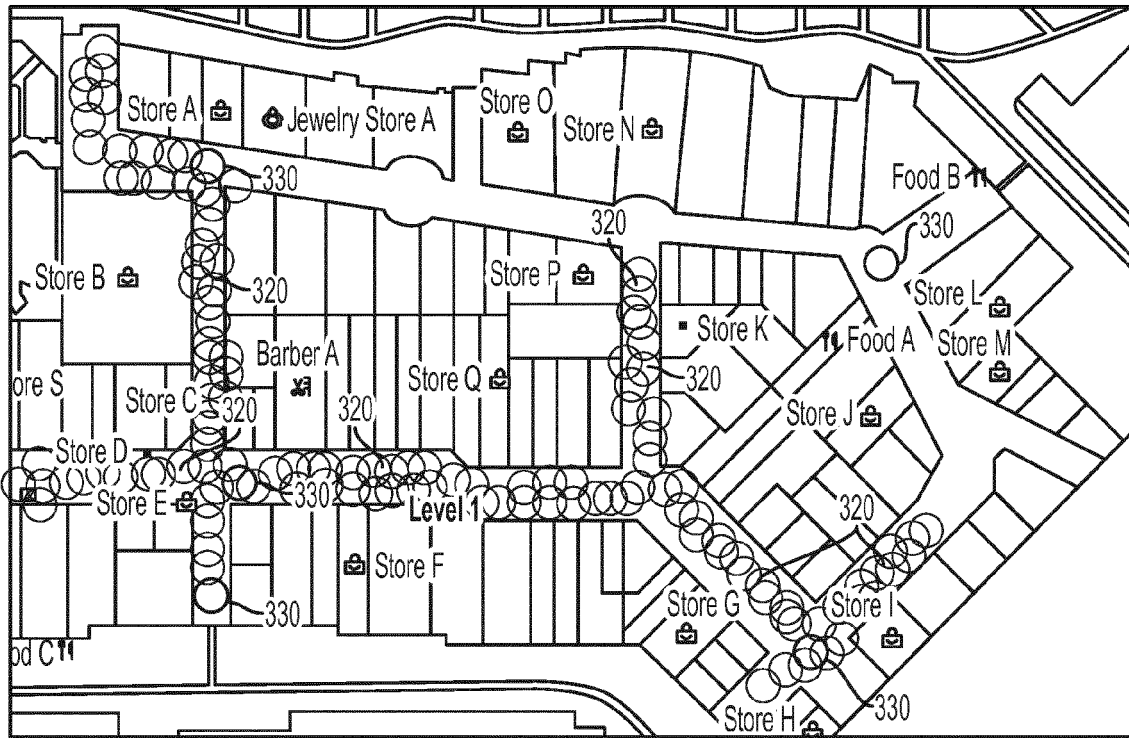 Store A
Jewelry Store A
Store O
Store N
330
Food B
320
330
Store B
320
Store P
Store L
Store K
Food A
Store M
Barber A
ore S
Store C
Store Q
320
Store J
320
320
Store D
Store E
330
Level 1
320
Store F
Store G
Store I
330
od C
Store H
330